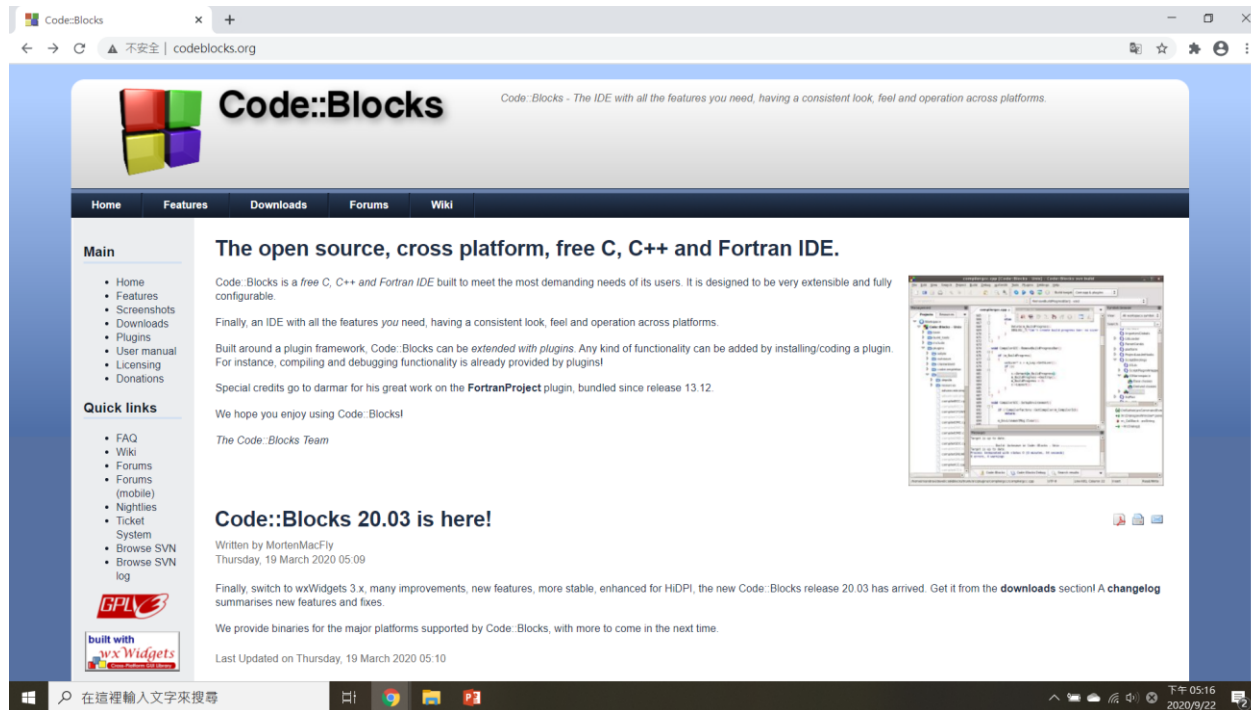 Code::Blocks
不安全 | codeblocks.org
Code::Blocks
Code::Blocks - The IDE with all the features you need, having a consistent look, feel and operation across platforms.
Home Features Downloads Forums Wiki
Main
Home
Features
Screenshots
Downloads
Plugins
User manual
Licensing
Donations
Quick links
FAQ
Wiki
Forums
Forums
(mobile)
Nightlies
Ticket
System
Browse SVN
Browse SVN
log
GPLv3
built with
wxWidgets
Cross-Platform GUI Library
The open source, cross platform, free C, C++ and Fortran IDE.
Code::Blocks is a free C, C++ and Fortran IDE built to meet the most demanding needs of its users. It is designed to be very extensible and fully
configurable.
Finally, an IDE with all the features you need, having a consistent look, feel and operation across platforms.
Built around a plugin framework, Code::Blocks can be extended with plugins. Any kind of functionality can be added by installing/coding a plugin.
For instance, compiling and debugging functionality is already provided by plugins!
Special credits go to darmar for his great work on the FortranProject plugin, bundled since release 13.12.
We hope you enjoy using Code::Blocks!
The Code::Blocks Team
Code::Blocks 20.03 is here!
Written by MortenMacFly
Thursday, 19 March 2020 05:09
Finally, switch to wxWidgets 3.x, many improvements, new features, more stable, enhanced for HiDPI, the new Code::Blocks release 20.03 has arrived. Get it from the downloads section! A changelog
summarises new features and fixes.
We provide binaries for the major platforms supported by Code::Blocks, with more to come in the next time.
Last Updated on Thursday, 19 March 2020 05:10
在這裡輸入文字來搜尋
下午 05:16
2020/9/22